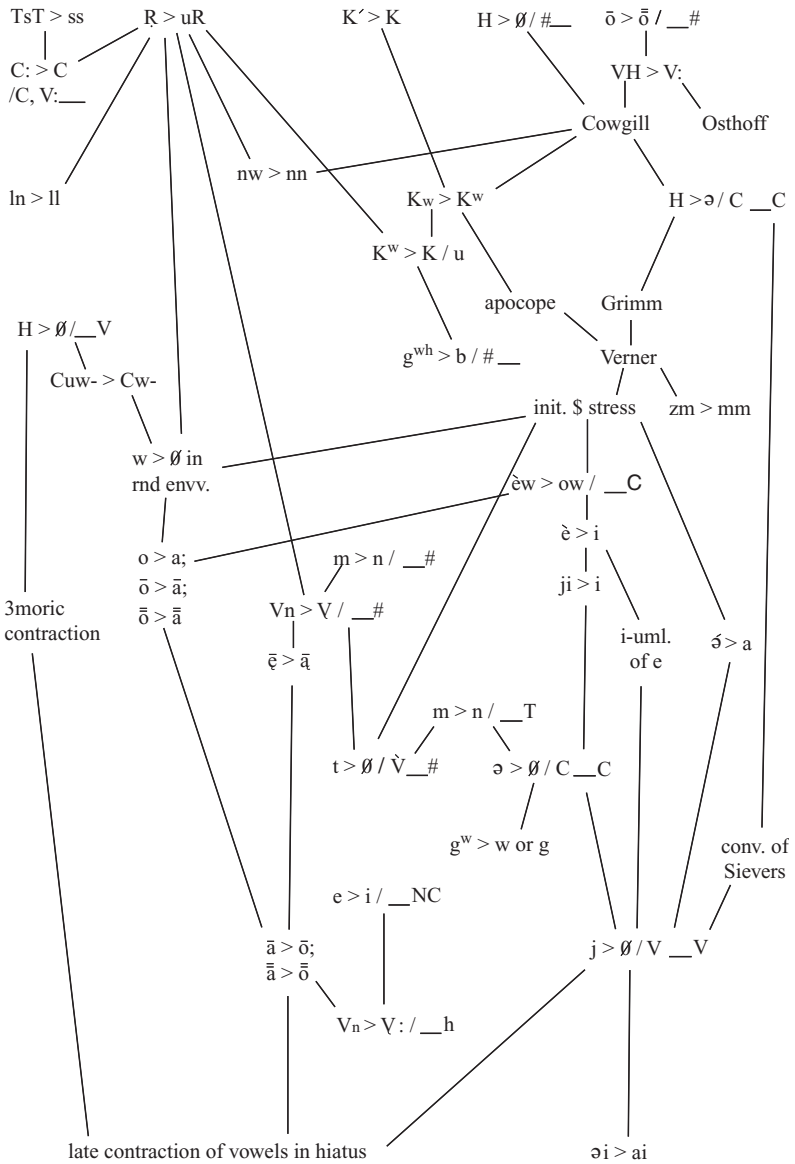 TsT > ss
R̩ > uR
K´ > K
H > Ø / #__
ō > ō̄ / __#
C: > C
/C, V:__
VH > V:
Cowgill
Osthoff
nw > nn
ln > ll
Kw > Kʷ
H > ə / C __C
Kʷ > K / u
apocope
Grimm
H > Ø/__V
gʷʰ > b / #__
Verner
Cuw- > Cw-
init. $ stress
zm > mm
w > Ø in
rnd envv.
èw > ow / __C
è > i
o > a;
ō > ā;
ō̄ > ā̄
m > n / __#
ji > i
3moric
contraction
Vn > V̨ / __#
i-uml.
of e
ə́ > a
ę̄ > ą̄
m > n / __T
t > Ø / V̀__#
ə > Ø / C__C
gʷ > w or g
conv. of
Sievers
e > i / __NC
ā > ō;
ā̄ > ō̄
j > Ø / V __V
Vn > V̨ : / __h
late contraction of vowels in hiatus
əi > ai